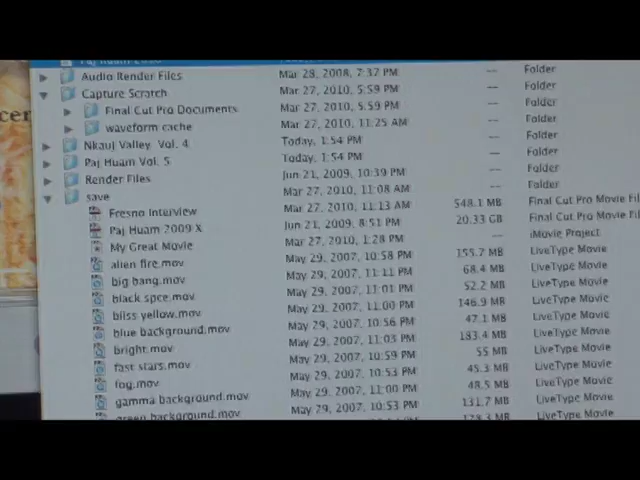 Audio Render Files Mar 28, 2008, 7:37 PM -- Folder
Capture Scratch Mar 27, 2010, 5:59 PM -- Folder
Final Cut Pro Documents Mar 27, 2010, 5:59 PM -- Folder
waveform cache Mar 27, 2010, 11:25 AM -- Folder
Nkauj Valley. Vol. 4 Today, 1:54 PM -- Folder
Paj Huam Vol. 5 Today, 1:54 PM -- Folder
Render Files Jun 21, 2009, 10:39 PM -- Folder
save Mar 27, 2010, 11:08 AM -- Folder
Fresno Interview Mar 27, 2010, 11:13 AM 548.1 MB Final Cut Pro Movie Fil
Paj Huam 2009 X Jun 21, 2009, 8:51 PM 20.33 GB Final Cut Pro Movie Fil
My Great Movie Mar 27, 2010, 1:28 PM -- iMovie Project
alien fire.mov May 29, 2007, 10:58 PM 155.7 MB LiveType Movie
big bang.mov May 29, 2007, 11:11 PM 68.4 MB LiveType Movie
black spce.mov May 29, 2007, 11:01 PM 52.2 MB LiveType Movie
bliss yellow.mov May 29, 2007, 11:00 PM 146.9 MB LiveType Movie
blue background.mov May 29, 2007, 10:56 PM 47.1 MB LiveType Movie
bright.mov May 29, 2007, 11:03 PM 183.4 MB LiveType Movie
fast stars.mov May 29, 2007, 10:59 PM 55 MB LiveType Movie
fog.mov May 29, 2007, 10:53 PM 45.3 MB LiveType Movie
gamma background.mov May 29, 2007, 11:00 PM 48.5 MB LiveType Movie
green background.mov May 29, 2007, 10:53 PM 131.7 MB LiveType Movie
128.3 MB LiveType Movie